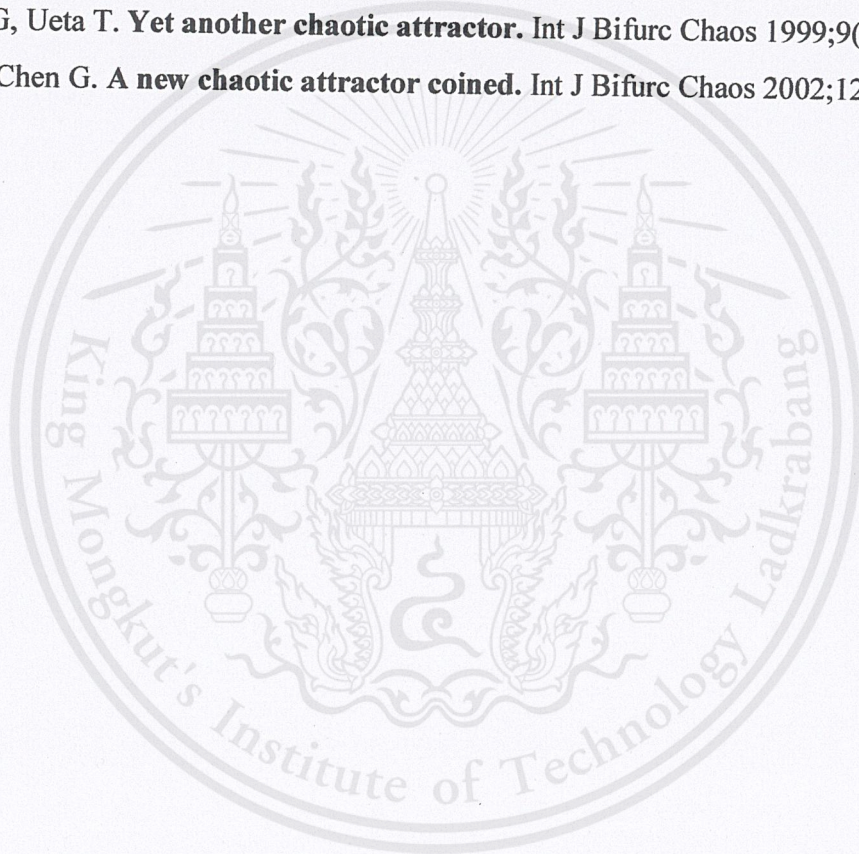 G, Ueta T. Yet another chaotic attractor. Int J Bifurc Chaos 1999;9(
Chen G. A new chaotic attractor coined. Int J Bifurc Chaos 2002;12
King Mongkut's Institute of Technology Ladkrabang